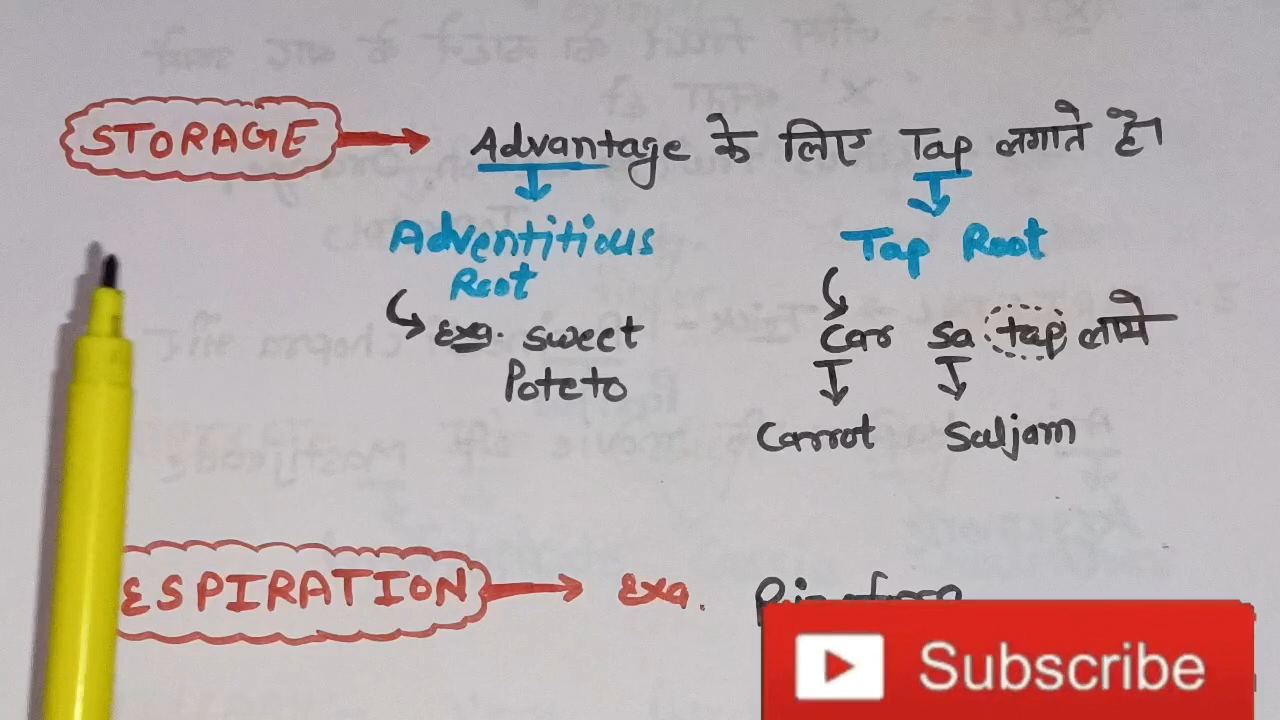 STORAGE → Advantage के लिए Tap लगाते है।
Adventitious Tap Root
Root
Exa. sweet Car Sa tap लाये
Poteto
Carrot Saljam
ESPIRATION → Exa.
Subscribe